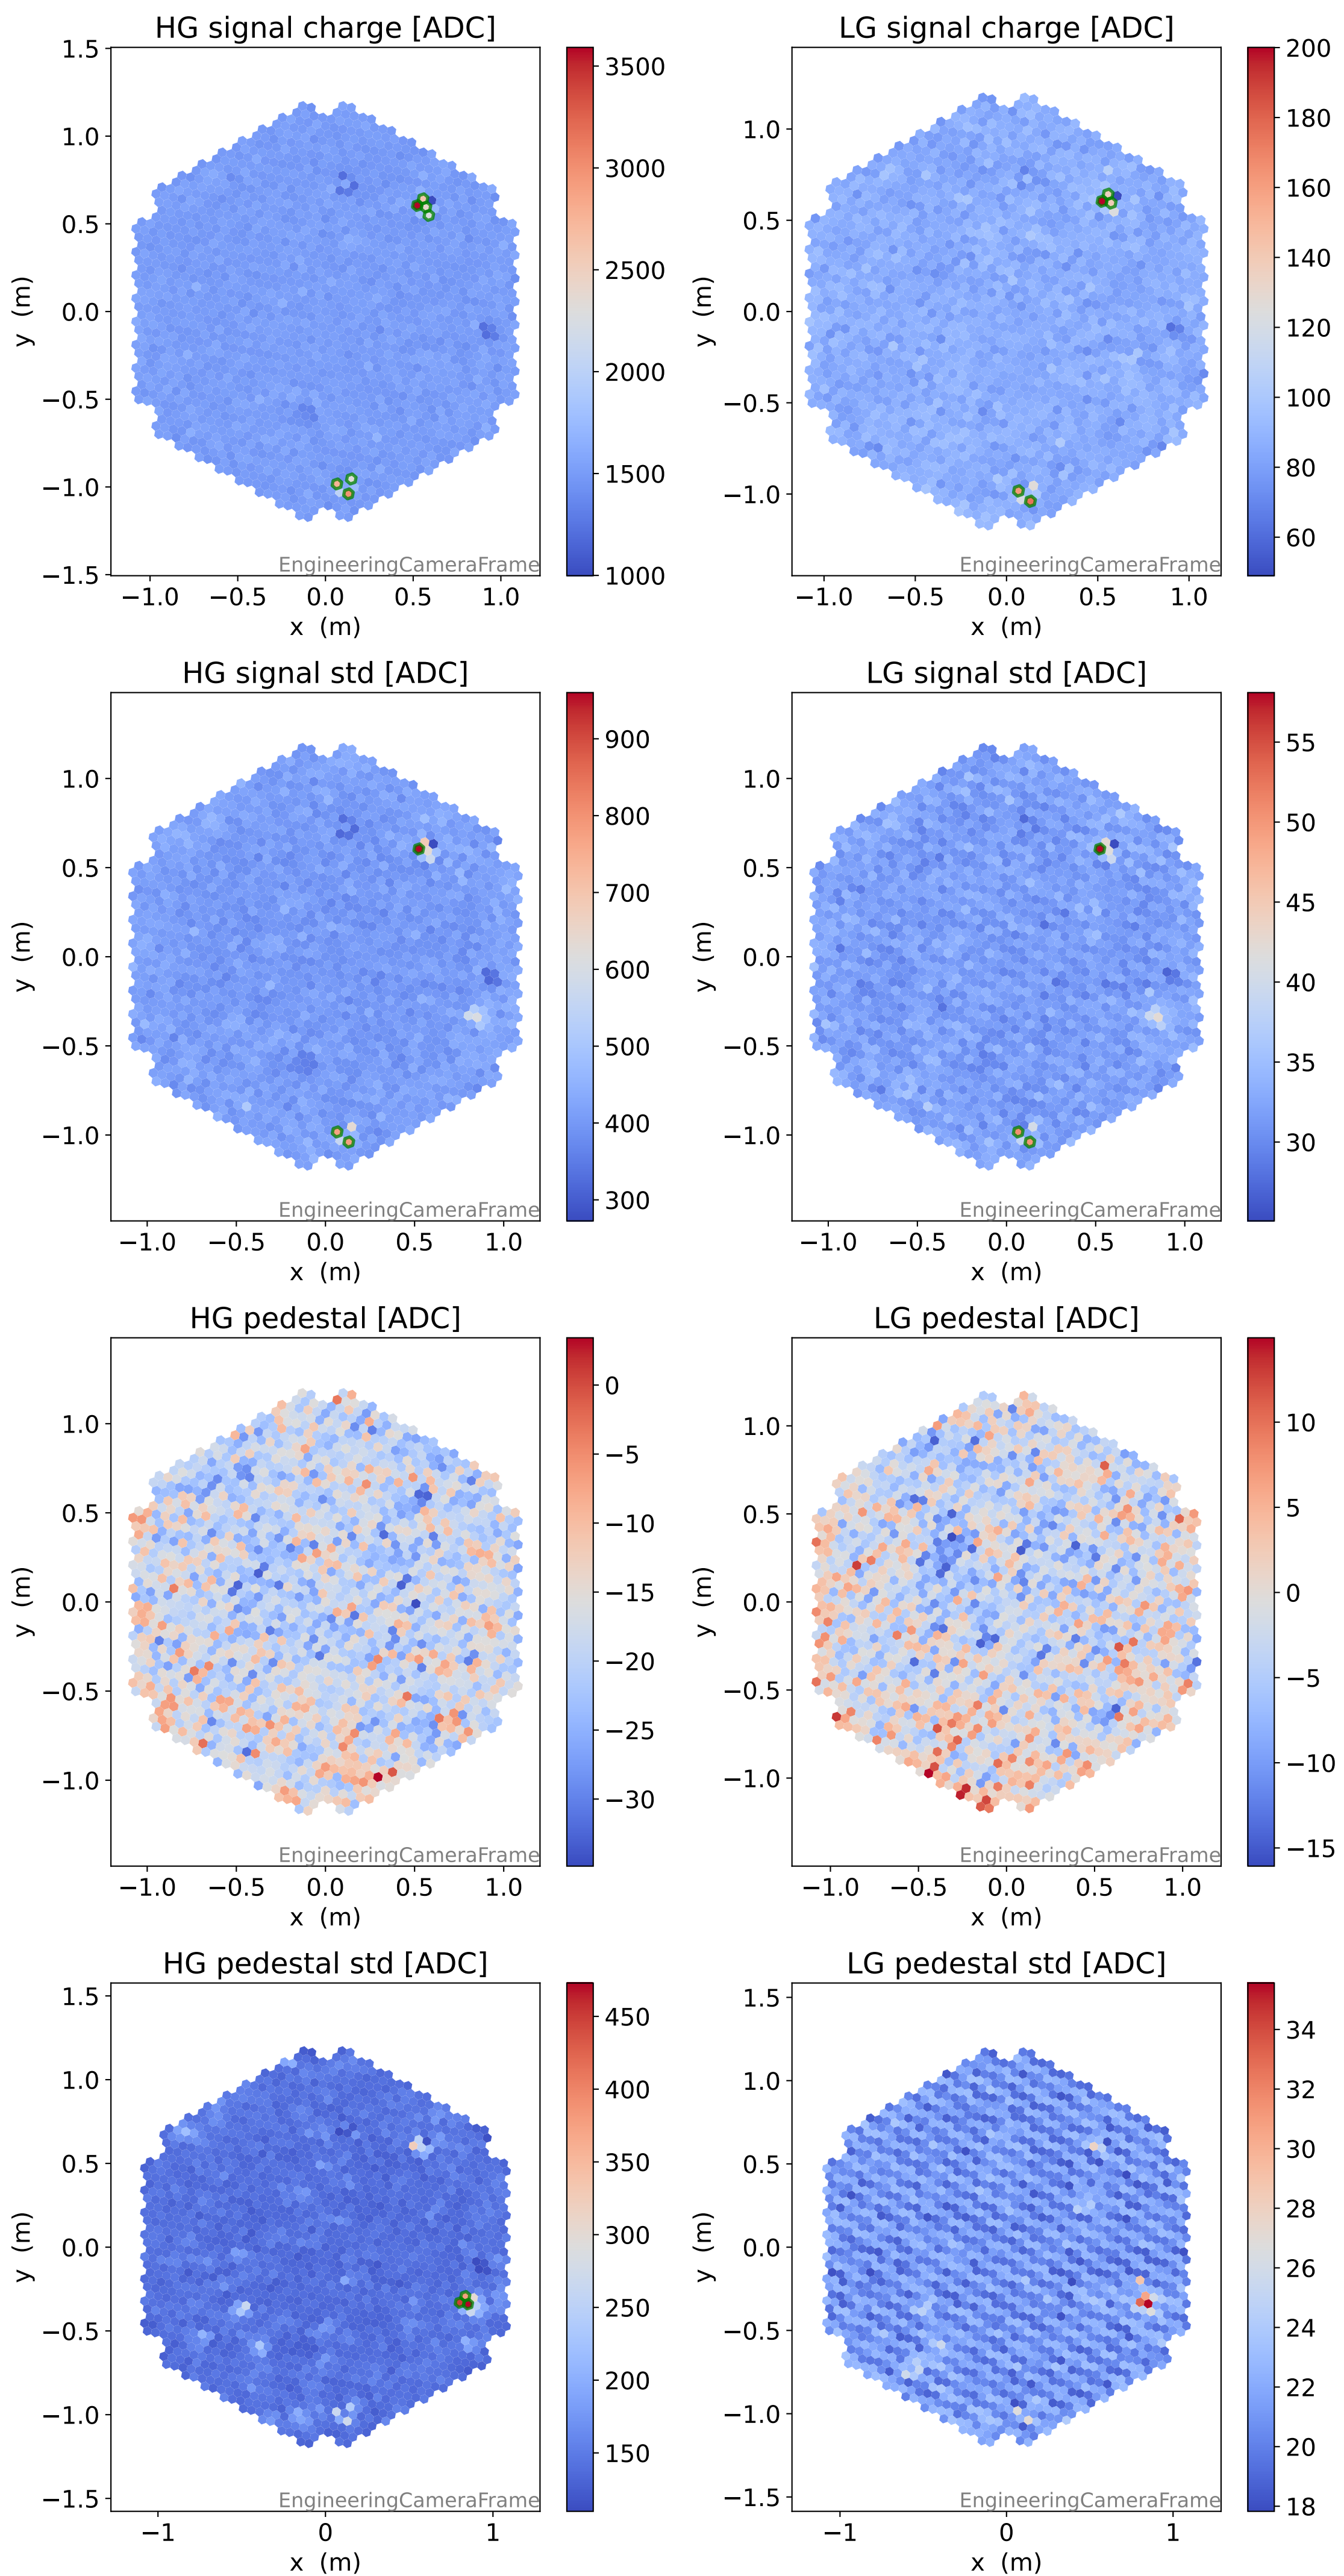 HG signal charge [ADC]
1.5
1.0
0.5
0.0
−0.5
−1.0
−1.5
y (m)
EngineeringCameraFrame
−1.0 −0.5 0.0 0.5 1.0
x (m)
3500
3000
2500
2000
1500
1000
LG signal charge [ADC]
1.0
0.5
0.0
−0.5
−1.0
y (m)
EngineeringCameraFrame
−1.0 −0.5 0.0 0.5 1.0
x (m)
200
180
160
140
120
100
80
60
HG signal std [ADC]
1.0
0.5
0.0
−0.5
−1.0
y (m)
EngineeringCameraFrame
−1.0 −0.5 0.0 0.5 1.0
x (m)
900
800
700
600
500
400
300
LG signal std [ADC]
1.0
0.5
0.0
−0.5
−1.0
y (m)
EngineeringCameraFrame
−1.0 −0.5 0.0 0.5 1.0
x (m)
55
50
45
40
35
30
HG pedestal [ADC]
1.0
0.5
0.0
−0.5
−1.0
y (m)
EngineeringCameraFrame
−1.0 −0.5 0.0 0.5 1.0
x (m)
0
−5
−10
−15
−20
−25
−30
LG pedestal [ADC]
1.0
0.5
0.0
−0.5
−1.0
y (m)
EngineeringCameraFrame
−1.0 −0.5 0.0 0.5 1.0
x (m)
10
5
0
−5
−10
−15
HG pedestal std [ADC]
1.5
1.0
0.5
0.0
−0.5
−1.0
−1.5
y (m)
EngineeringCameraFrame
−1 0 1
x (m)
450
400
350
300
250
200
150
LG pedestal std [ADC]
1.5
1.0
0.5
0.0
−0.5
−1.0
−1.5
y (m)
EngineeringCameraFrame
−1 0 1
x (m)
34
32
30
28
26
24
22
20
18